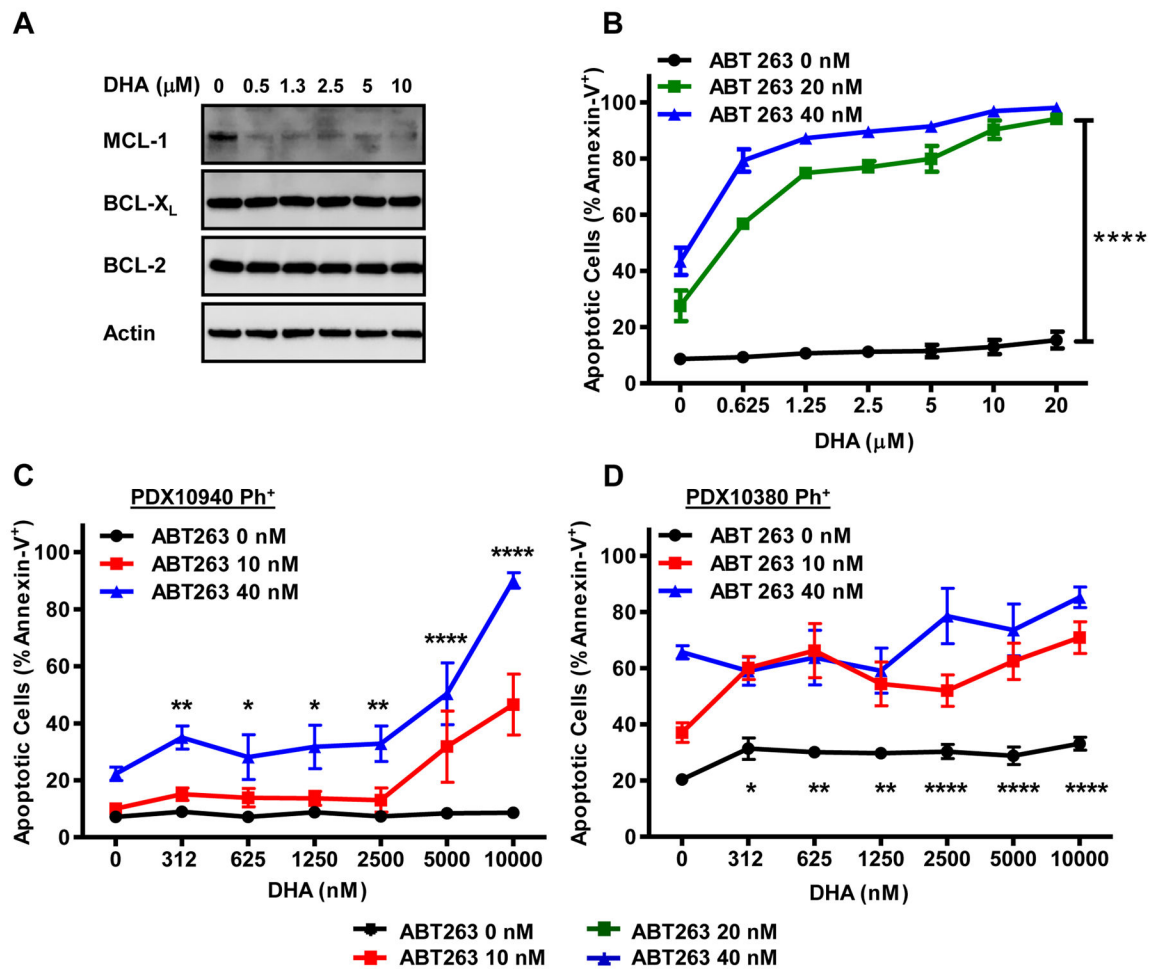 A
DHA (μM) 0 0.5 1.3 2.5 5 10
MCL-1
BCL-XL
BCL-2
Actin
B
ABT 263 0 nM
ABT 263 20 nM
ABT 263 40 nM
Apoptotic Cells (% Annexin-V+)
100
80
60
40
20
0
****
0 0.625 1.25 2.5 5 10 20
DHA (μM)
C
PDX10940 Ph+
ABT263 0 nM
ABT263 10 nM
ABT263 40 nM
Apoptotic Cells (% Annexin-V+)
100
80
60
40
20
0
** * * ** **** ****
0 312 625 1250 2500 5000 10000
DHA (nM)
D
PDX10380 Ph+
ABT 263 0 nM
ABT 263 10 nM
ABT 263 40 nM
Apoptotic Cells (% Annexin-V+)
100
80
60
40
20
0
* ** ** **** **** ****
0 312 625 1250 2500 5000 10000
DHA (nM)
ABT263 0 nM ABT263 20 nM
ABT263 10 nM ABT263 40 nM